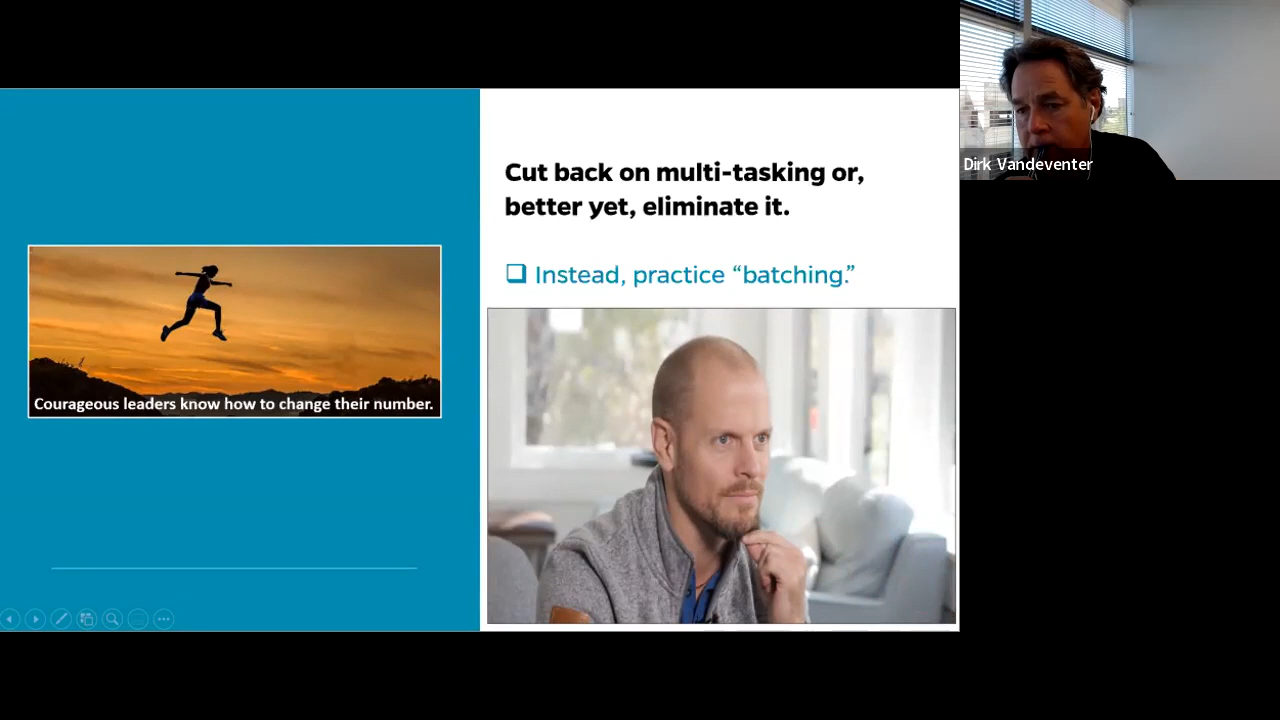 Cut back on multi-tasking or,
better yet, eliminate it.
❑ Instead, practice “batching.”
Courageous leaders know how to change their number.
Dirk Vandeventer